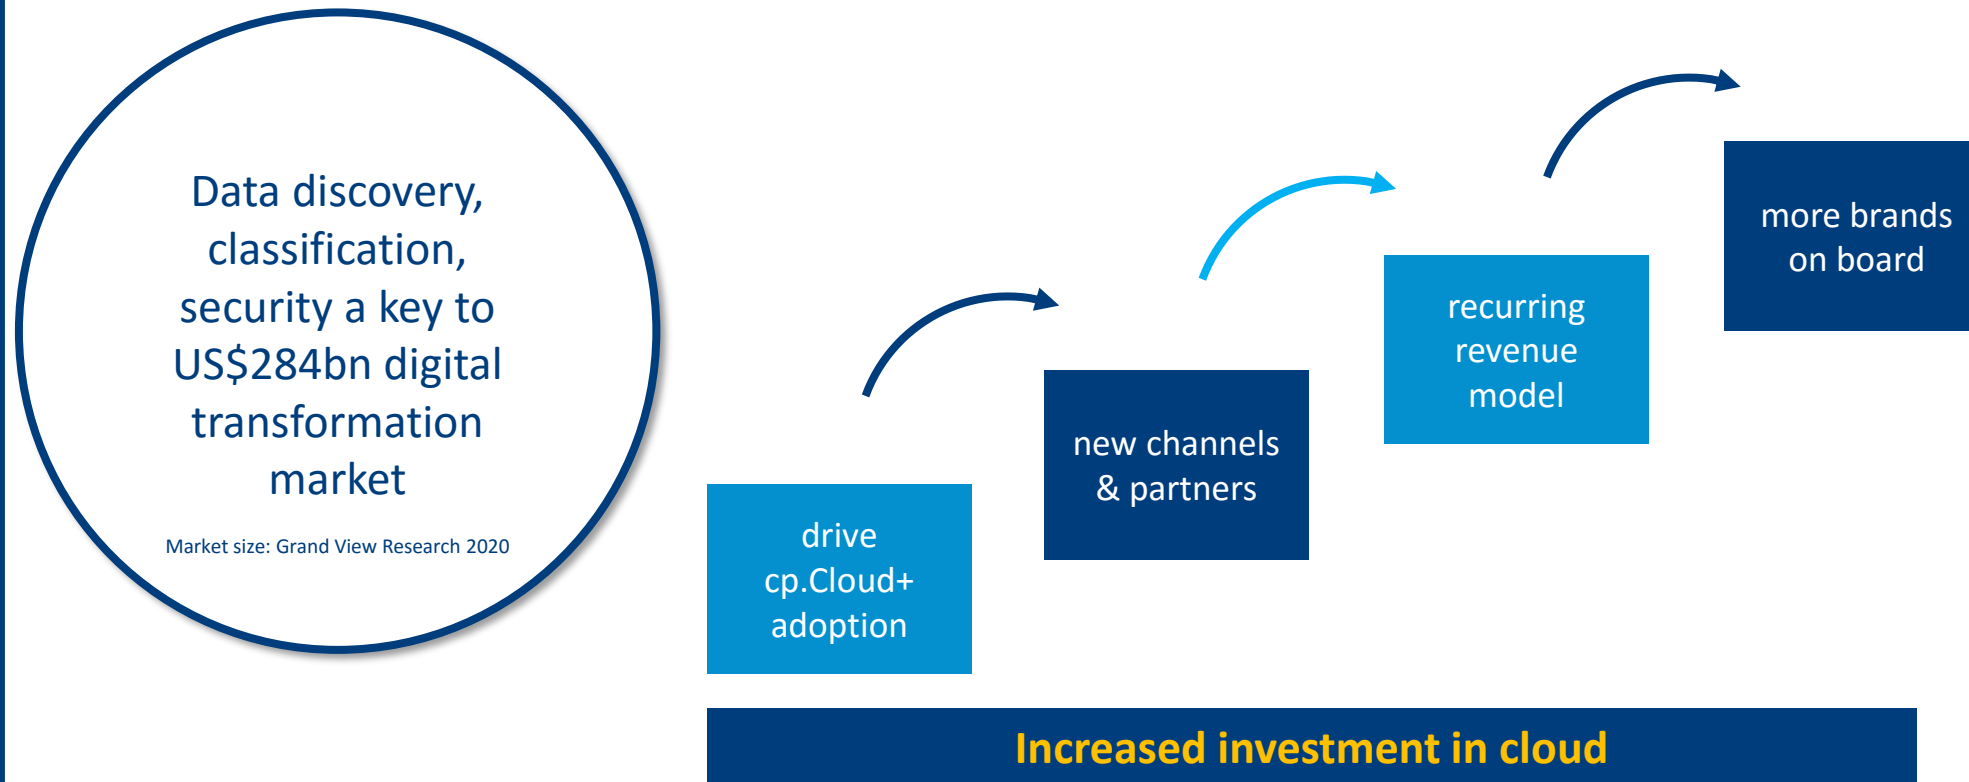 Data discovery,
classification,
security a key to
US$284bn digital
transformation
market
Market size: Grand View Research 2020
drive
cp.Cloud+
adoption
new channels
& partners
recurring
revenue
model
more brands
on board
Increased investment in cloud